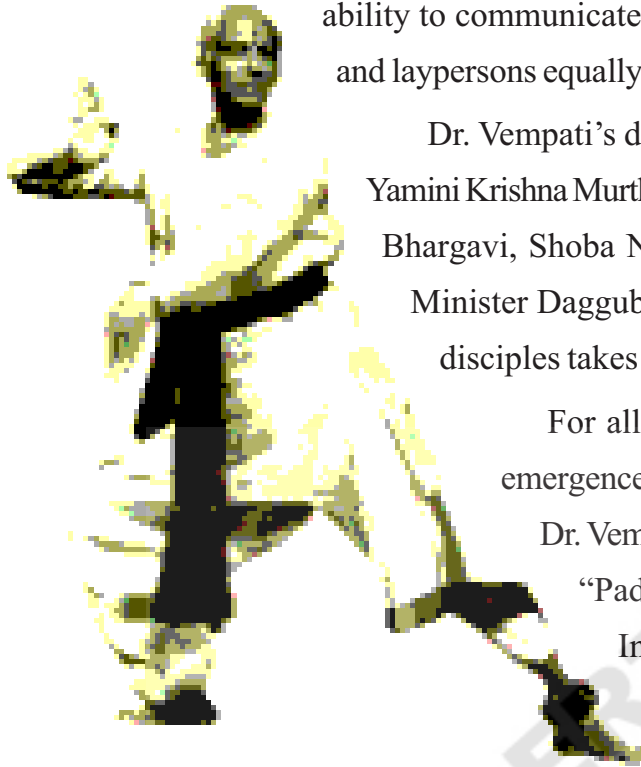 ability to communicate
and laypersons equally
Dr. Vempati’s d
Yamini Krishna Murt
Bhargavi, Shoba N
Minister Daggub
disciples takes
For all
emergence
Dr. Vem
“Pad
In